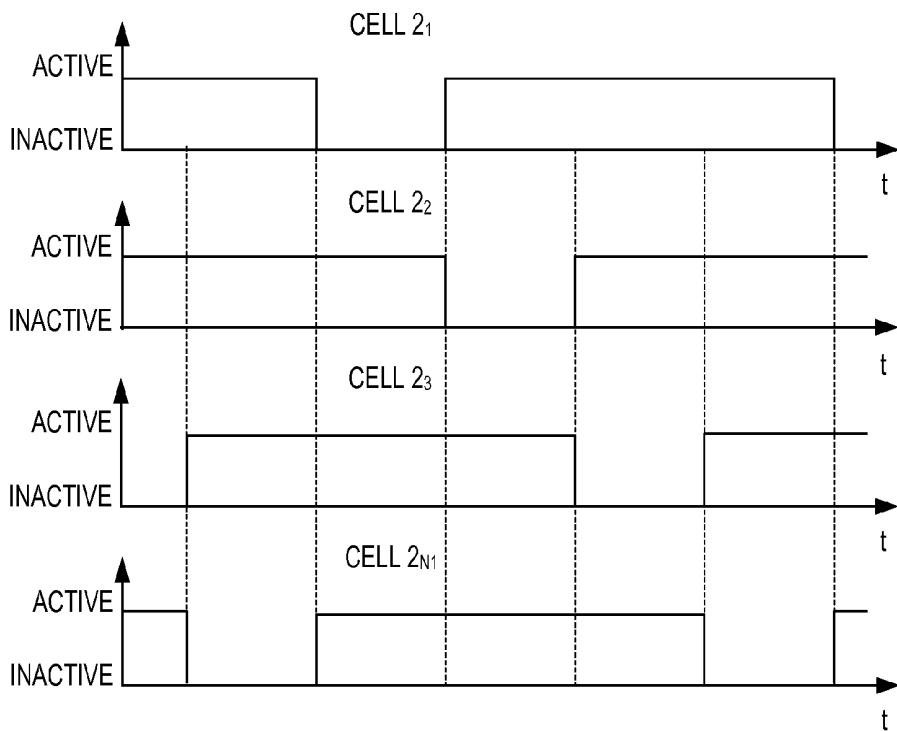 CELL 2₁
ACTIVE
INACTIVE
t
CELL 2₂
ACTIVE
INACTIVE
t
CELL 2₃
ACTIVE
INACTIVE
t
CELL 2ₙ₁
ACTIVE
INACTIVE
t